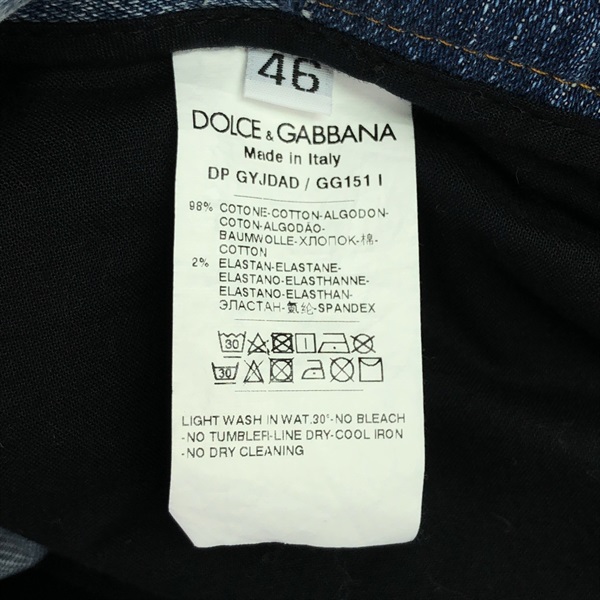 46
DOLCE & GABBANA
Made in Italy
DP GYJDAD / GG151 I
98% COTONE-COTTON-ALGODON-
COTON-ALGODÃO-
BAUMWOLLE-ХЛОПОК-棉-
COTTON
2% ELASTAN-ELASTANE-
ELASTANO-ELASTHANNE-
ELASTANO-ELASTHAN-
ЭЛАСТАН-氨纶-SPANDEX
30
30
LIGHT WASH IN WAT.30°-NO BLEACH
-NO TUMBLER-LINE DRY-COOL IRON
-NO DRY CLEANING